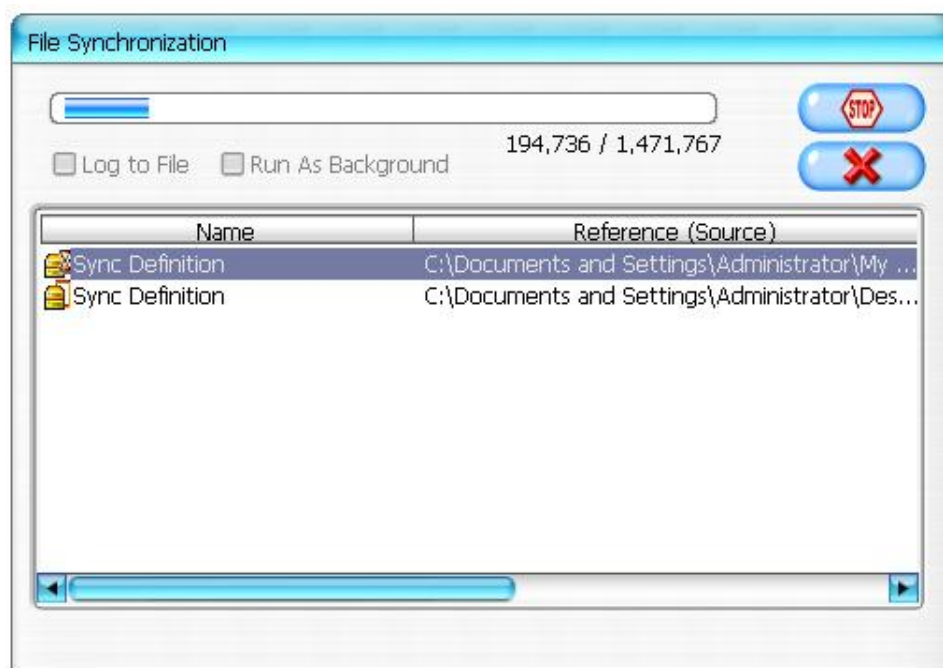 File Synchronization
STOP
194,736 / 1,471,767
Log to File Run As Background
Name Reference (Source)
Sync Definition C:\Documents and Settings\Administrator\My ...
Sync Definition C:\Documents and Settings\Administrator\Des...